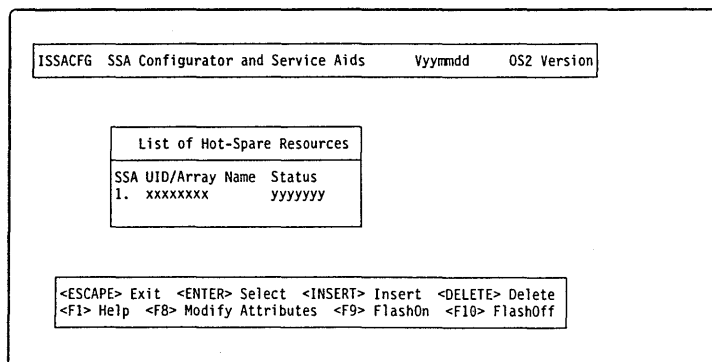 ISSACFG SSA Configurator and Service Aids Vyymmdd OS2 Version
List of Hot-Spare Resources
SSA UID/Array Name Status
1. xxxxxxxx yyyyyyy
<ESCAPE> Exit <ENTER> Select <INSERT> Insert <DELETE> Delete
<F1> Help <F8> Modify Attributes <F9> FlashOn <F10> FlashOff